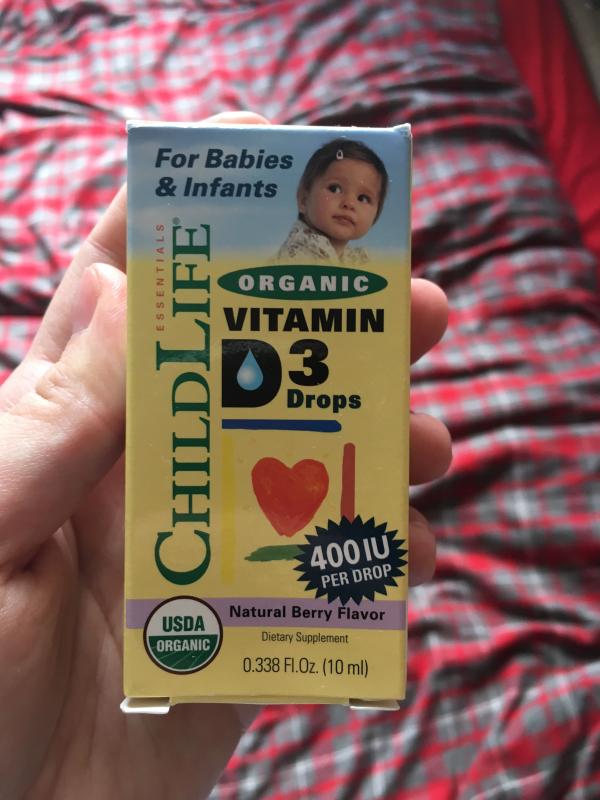 For Babies
& Infants
ESSENTIALS
CHILDLIFE®
ORGANIC
VITAMIN
D3
Drops
400 IU
PER DROP
Natural Berry Flavor
USDA
ORGANIC
Dietary Supplement
0.338 Fl.Oz. (10 ml)